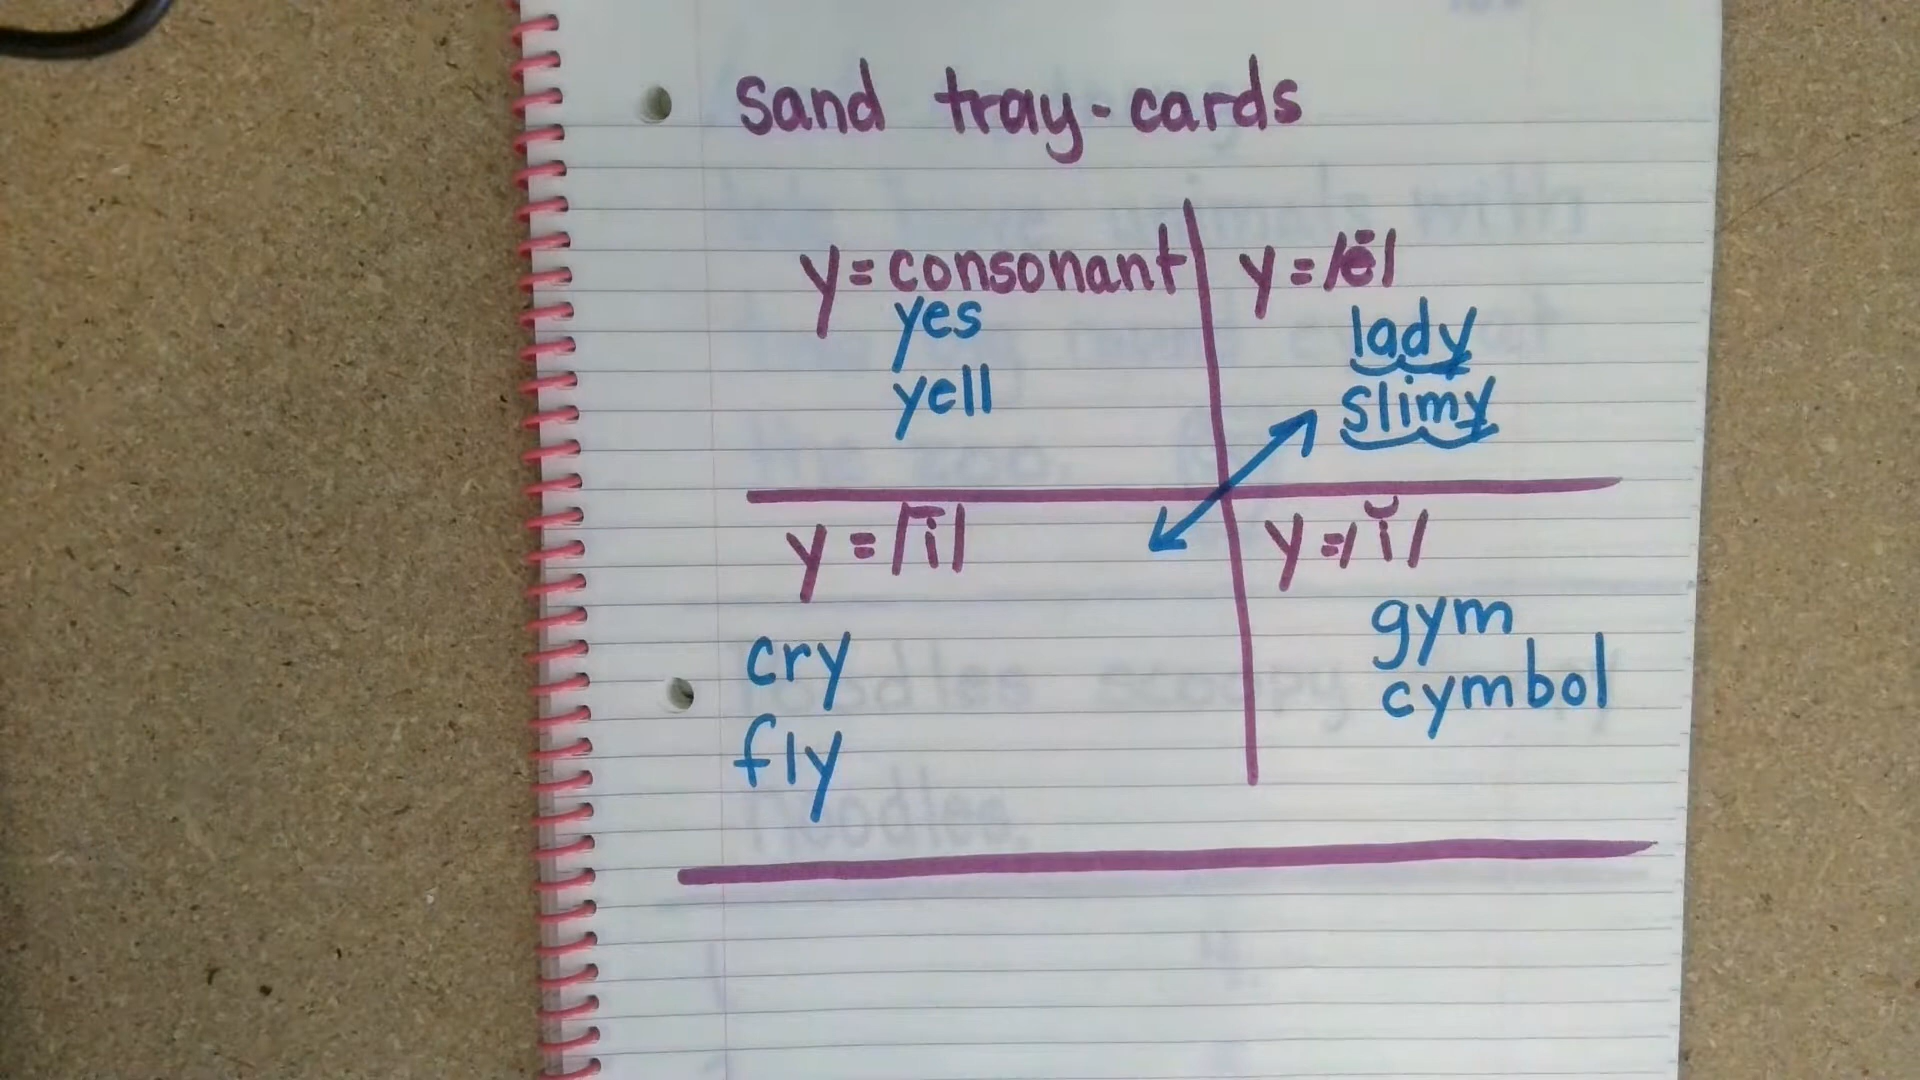 sand tray-cards
y=consonant
yes
yell
y=/ē/
lady
slimy
y=/ī/
cry
fly
y=/ĭ/
gym
cymbol